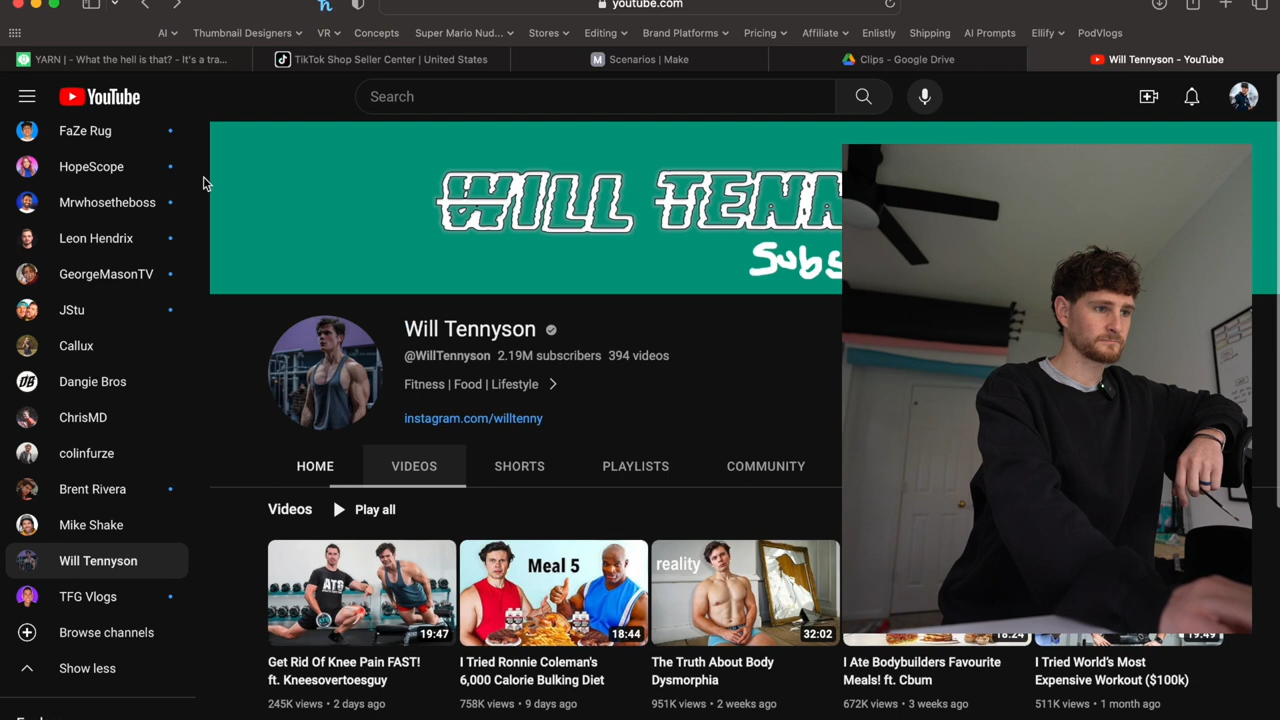 youtube.com
AI
Thumbnail Designers
VR
Concepts
Super Mario Nud...
Stores
Editing
Brand Platforms
Pricing
Affiliate
Enlistly
Shipping
AI Prompts
Ellify
PodVlogs
YARN | - What the hell is that? - It's a tra...
TikTok Shop Seller Center | United States
M
Scenarios | Make
Clips - Google Drive
Will Tennyson - YouTube
YouTube
Search
FaZe Rug
HopeScope
Mrwhosetheboss
Leon Hendrix
GeorgeMasonTV
JStu
Callux
Dangie Bros
ChrisMD
colinfurze
Brent Rivera
Mike Shake
Will Tennyson
TFG Vlogs
Browse channels
Show less
WILL TENN
Subs
Will Tennyson
@WillTennyson 2.19M subscribers 394 videos
Fitness | Food | Lifestyle
instagram.com/willtenny
HOME VIDEOS SHORTS PLAYLISTS COMMUNITY
Videos
Play all
ATG
19:47
Get Rid Of Knee Pain FAST!
ft. Kneesovertoesguy
245K views • 2 days ago
Meal 5
18:44
I Tried Ronnie Coleman's
6,000 Calorie Bulking Diet
758K views • 9 days ago
reality
32:02
The Truth About Body
Dysmorphia
951K views • 2 weeks ago
18:24
I Ate Bodybuilders Favourite
Meals! ft. Cbum
672K views • 3 weeks ago
19:49
I Tried World's Most
Expensive Workout ($100k)
511K views • 1 month ago